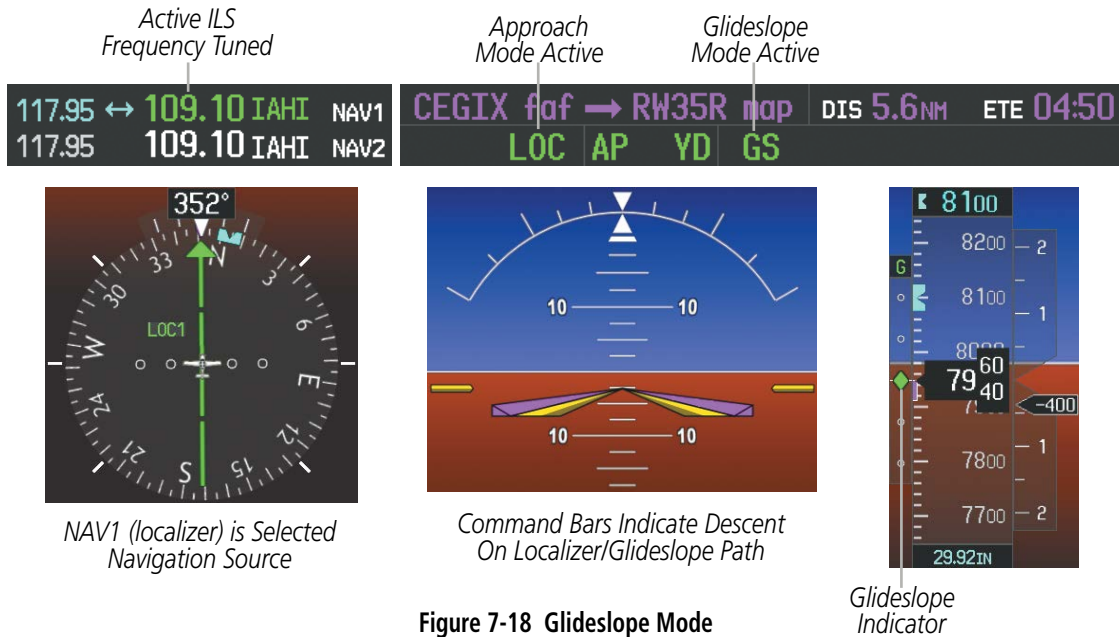 Active ILS
Frequency Tuned
Approach
Mode Active
Glideslope
Mode Active
117.95 ↔ 109.10 IAHI NAV1
117.95 109.10 IAHI NAV2
CEGIX faf → RW35R map DIS 5.6NM ETE 04:50
LOC AP YD GS
352°
N
3
6
E
12
15
S
21
24
W
30
33
LOC1
10 10
10 10
8100
8200
8100
8000
7960
40
7800
7700
G
2
1
-400
1
2
29.92IN
NAV1 (localizer) is Selected
Navigation Source
Command Bars Indicate Descent
On Localizer/Glideslope Path
Glideslope
Indicator
Figure 7-18 Glideslope Mode